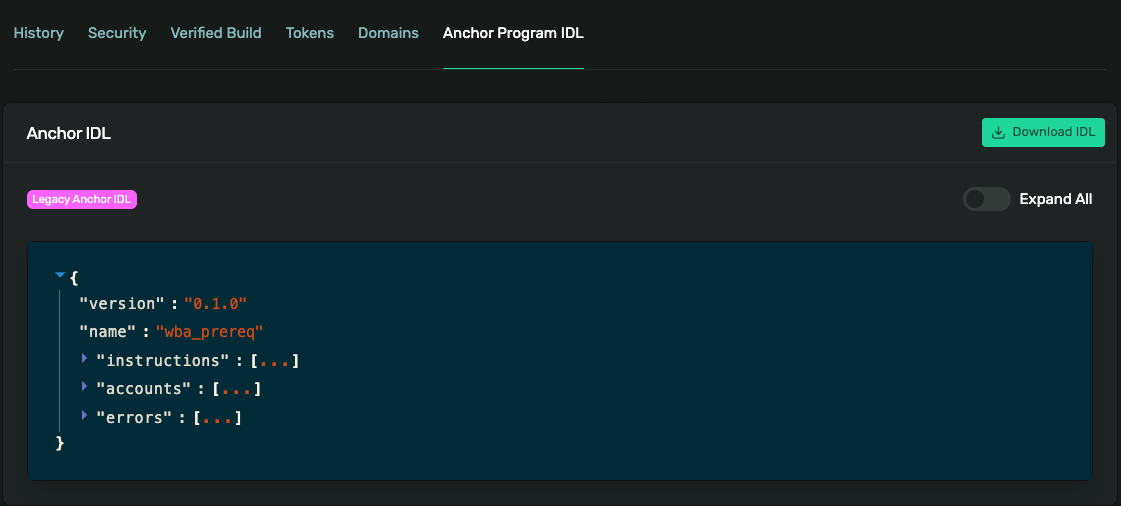 History Security Verified Build Tokens Domains Anchor Program IDL
Anchor IDL
Download IDL
Legacy Anchor IDL
Expand All
{
"version" : "0.1.0"
"name" : "wba_prereq"
"instructions" : [...]
"accounts" : [...]
"errors" : [...]
}